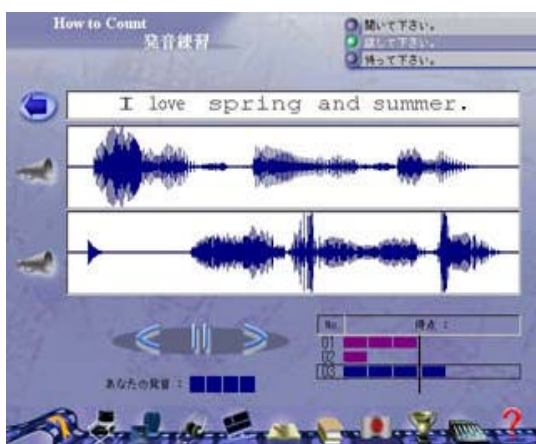 How to Count
発音練習
聞いて下さい。
話して下さい。
待って下さい。
I love spring and summer.
No. 得点 :
01
02
03
あなたの発音 :
?